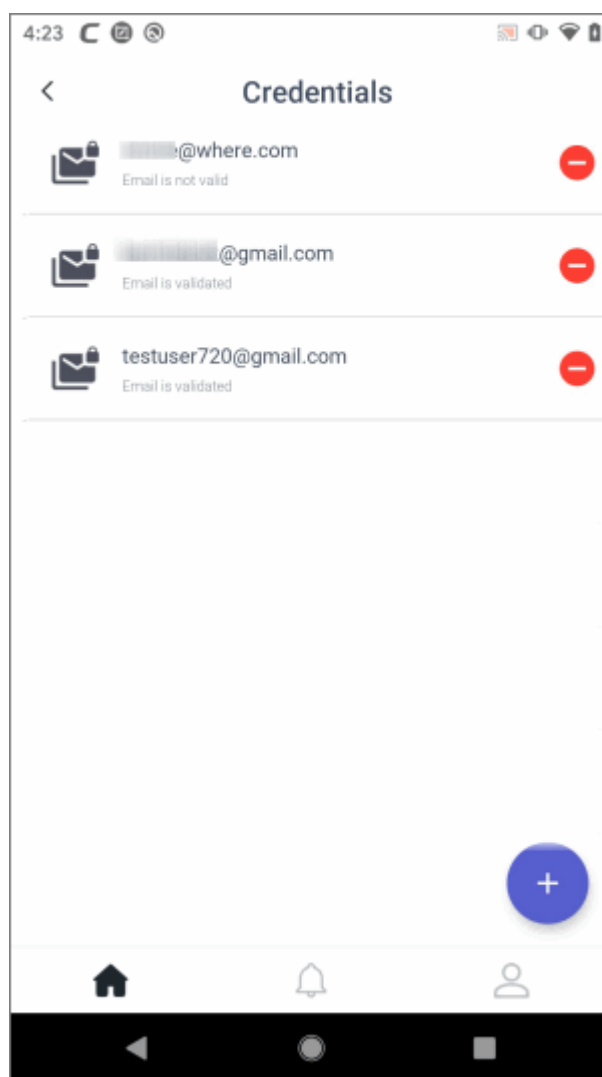 4:23
Credentials
@where.com
Email is not valid
@gmail.com
Email is validated
testuser720@gmail.com
Email is validated